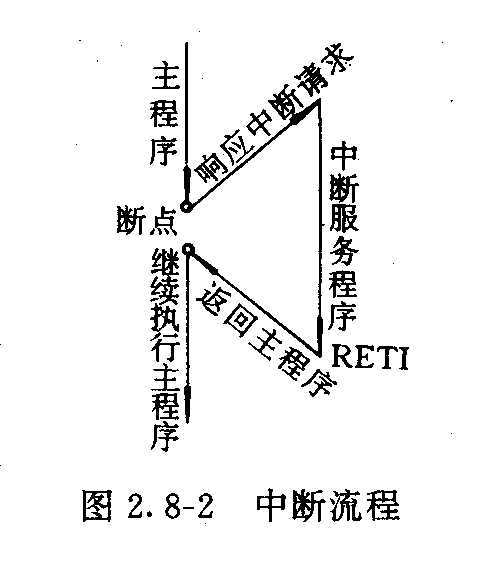 主程序
响应中断请求
断点
中断服务程序
继续执行主程序
返回主程序
RETI
图 2.8-2 中断流程